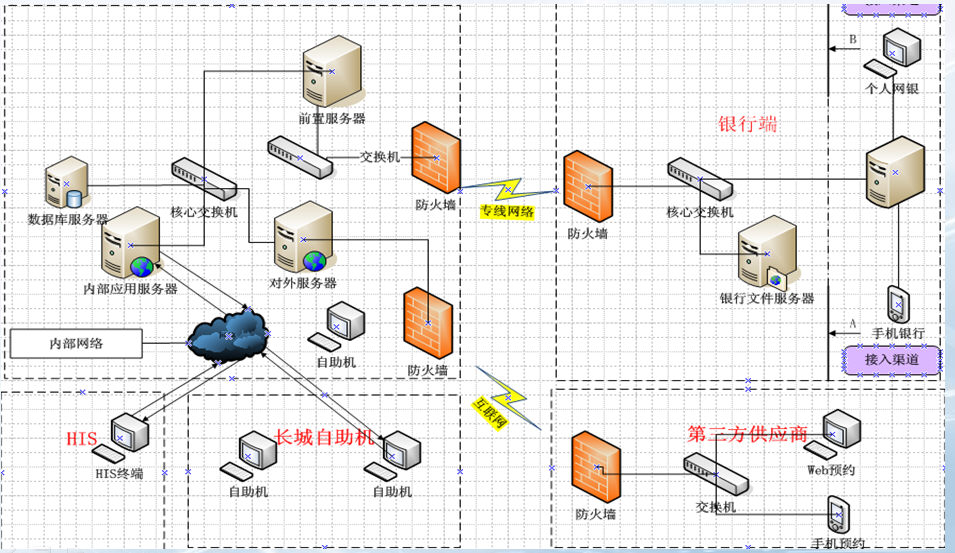 前置服务器
交换机
防火墙
数据库服务器
核心交换机
内部应用服务器
对外服务器
内部网络
自助机
防火墙
专线网络
互联网
HIS
HIS终端
长城自助机
自助机
自助机
银行端
防火墙
核心交换机
银行文件服务器
B
个人网银
A
手机银行
接入渠道
第三方供应商
防火墙
交换机
Web预约
手机预约